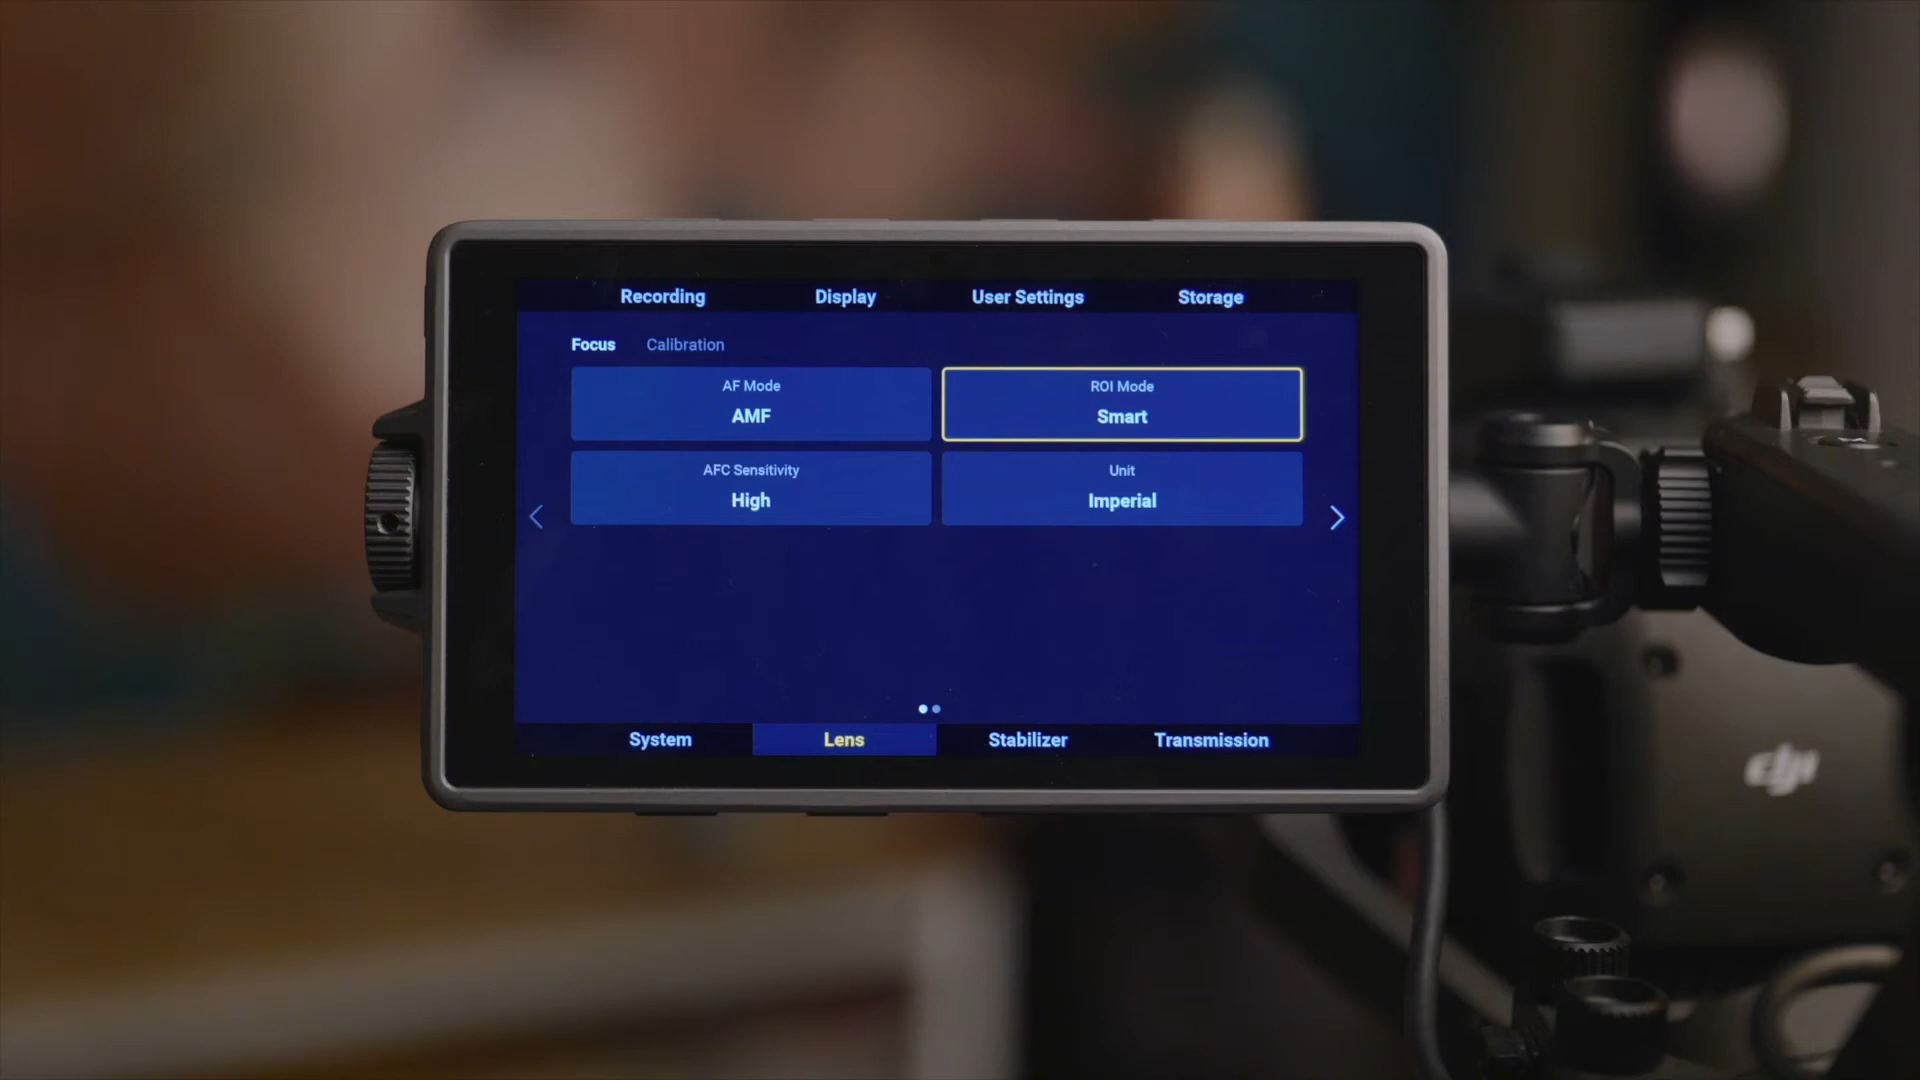 Recording Display User Settings Storage
Focus Calibration
AF Mode
AMF
ROI Mode
Smart
AFC Sensitivity
High
Unit
Imperial
System Lens Stabilizer Transmission
dji